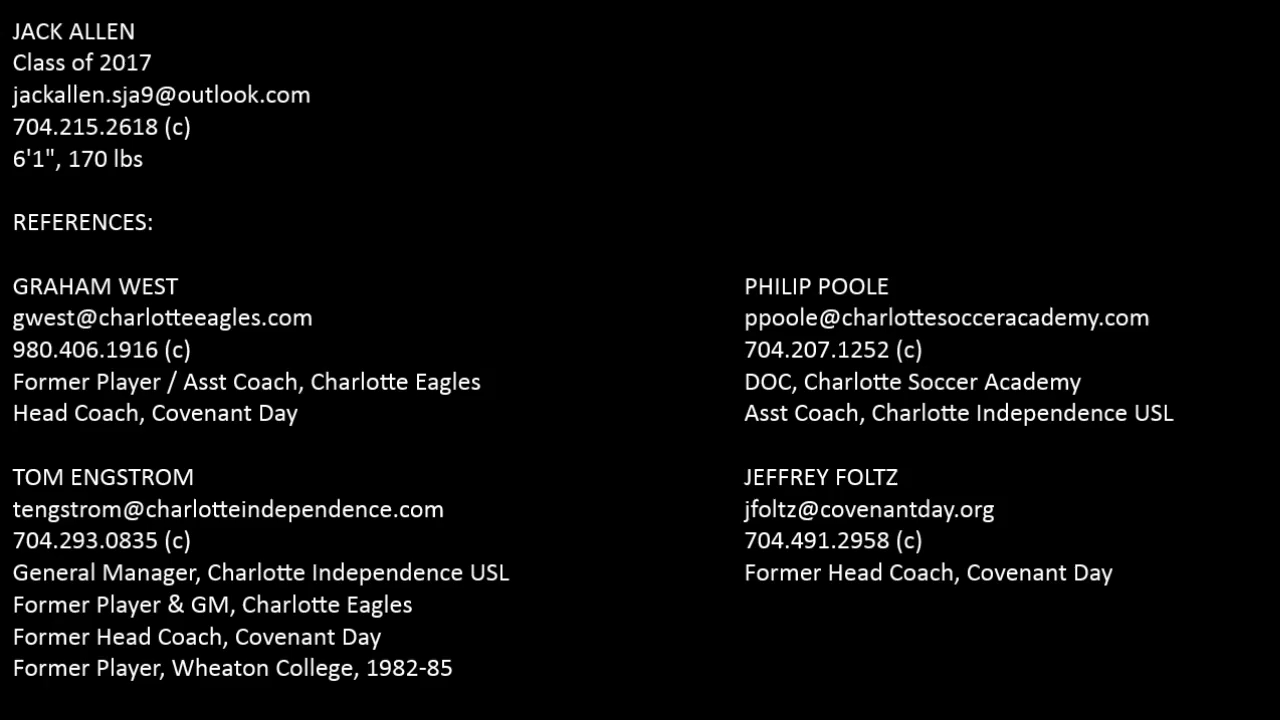 JACK ALLEN
Class of 2017
jackallen.sja9@outlook.com
704.215.2618 (c)
6'1", 170 lbs
REFERENCES:
GRAHAM WEST
gwest@charlotteeagles.com
980.406.1916 (c)
Former Player / Asst Coach, Charlotte Eagles
Head Coach, Covenant Day
PHILIP POOLE
ppoole@charlottesocceracademy.com
704.207.1252 (c)
DOC, Charlotte Soccer Academy
Asst Coach, Charlotte Independence USL
TOM ENGSTROM
tengstrom@charlotteindependence.com
704.293.0835 (c)
General Manager, Charlotte Independence USL
Former Player & GM, Charlotte Eagles
Former Head Coach, Covenant Day
Former Player, Wheaton College, 1982-85
JEFFREY FOLTZ
jfoltz@covenantday.org
704.491.2958 (c)
Former Head Coach, Covenant Day